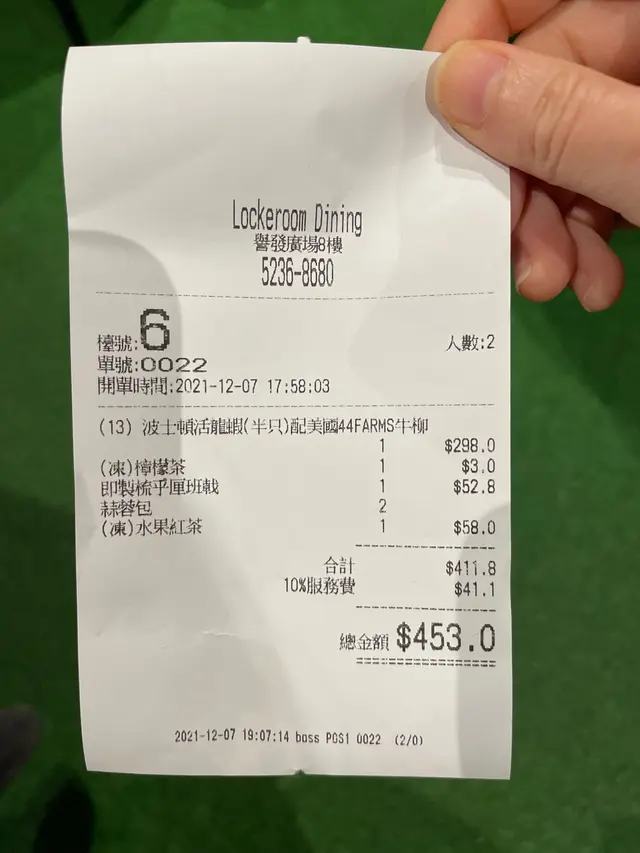 Lockeroom Dining
譽發廣場8樓
5236-8680
檯號:6 人數:2
單號:0022
開單時間:2021-12-07 17:58:03
(13) 波士頓活龍蝦(半只)配美國44FARMS牛柳
1 $298.0
(凍)檸檬茶 1 $3.0
即製梳乎厘班戟 1 $52.8
蒜蓉包 2
(凍)水果紅茶 1 $58.0
合計 $411.8
10%服務費 $41.1
總金額 $453.0
2021-12-07 19:07:14 boss POS1 0022 (2/0)